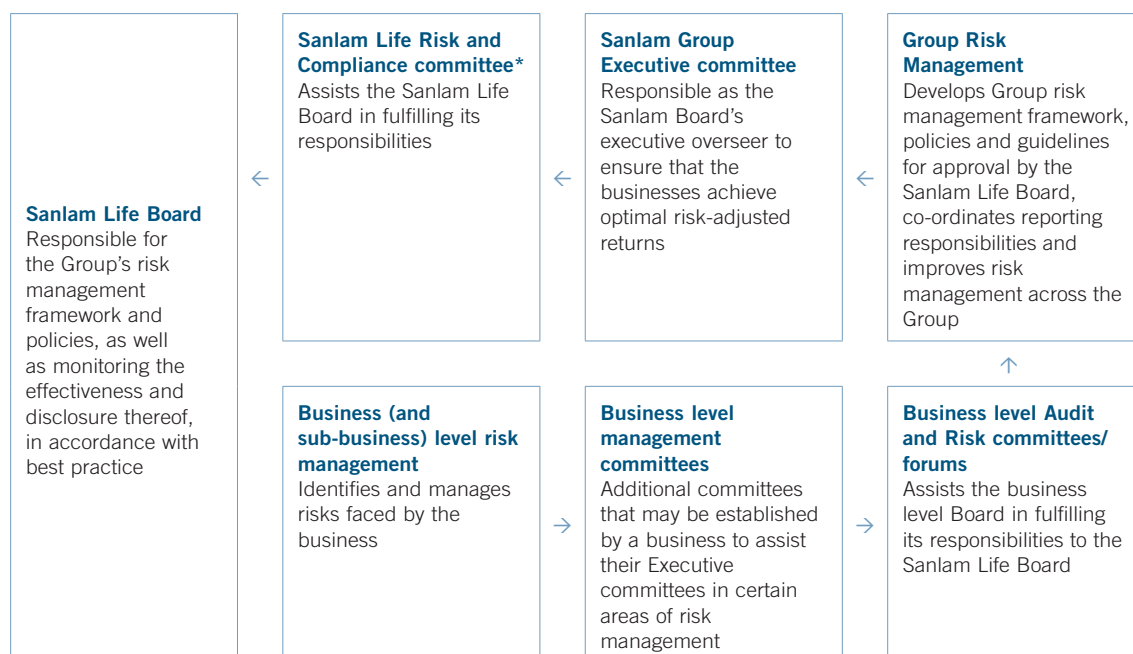 Sanlam Life Board
Responsible for
the Group's risk
management
framework and
policies, as well
as monitoring the
effectiveness and
disclosure thereof,
in accordance with
best practice
Sanlam Life Risk and
Compliance committee*
Assists the Sanlam Life
Board in fulfilling its
responsibilities
Sanlam Group
Executive committee
Responsible as the
Sanlam Board's
executive overseer to
ensure that the
businesses achieve
optimal risk-adjusted
returns
Group Risk
Management
Develops Group risk
management framework,
policies and guidelines
for approval by the
Sanlam Life Board,
co-ordinates reporting
responsibilities and
improves risk
management across the
Group
Business (and
sub-business) level risk
management
Identifies and manages
risks faced by the
business
Business level
management
committees
Additional committees
that may be established
by a business to assist
their Executive
committees in certain
areas of risk
management
Business level Audit
and Risk committees/
forums
Assists the business
level Board in fulfilling
its responsibilities to the
Sanlam Life Board